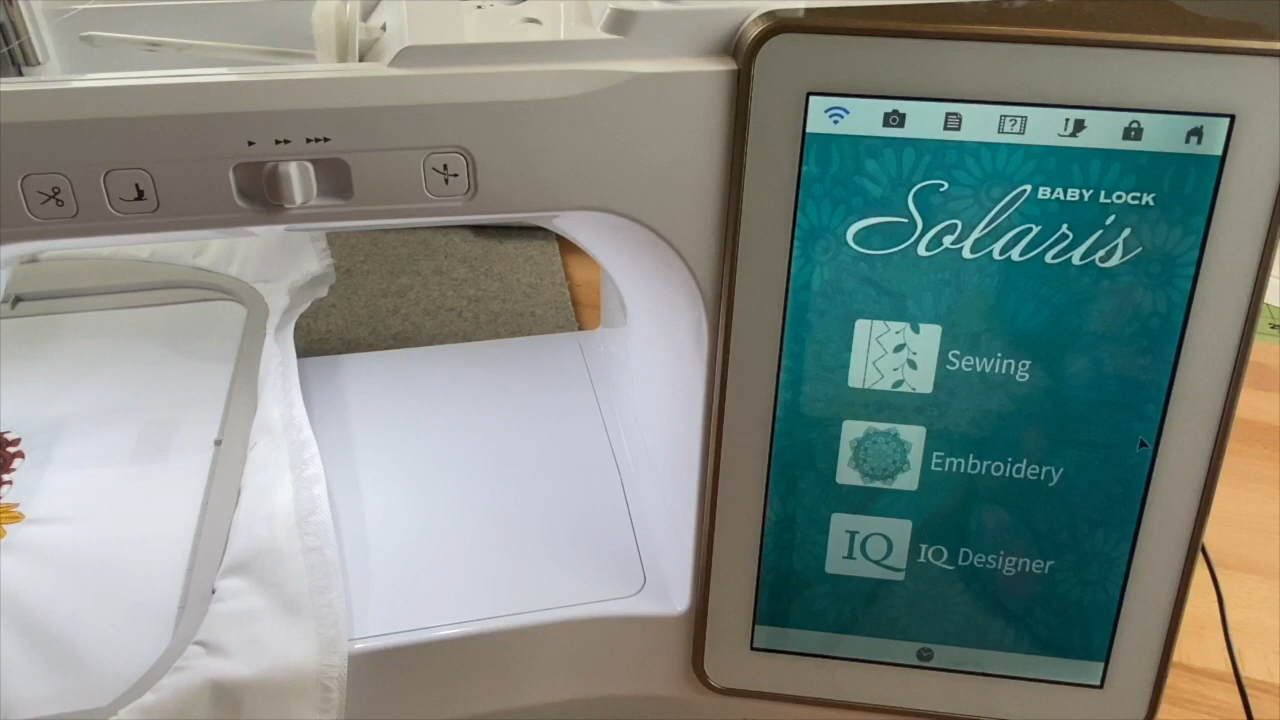 BABY LOCK
Solaris
Sewing
Embroidery
IQ IQ Designer